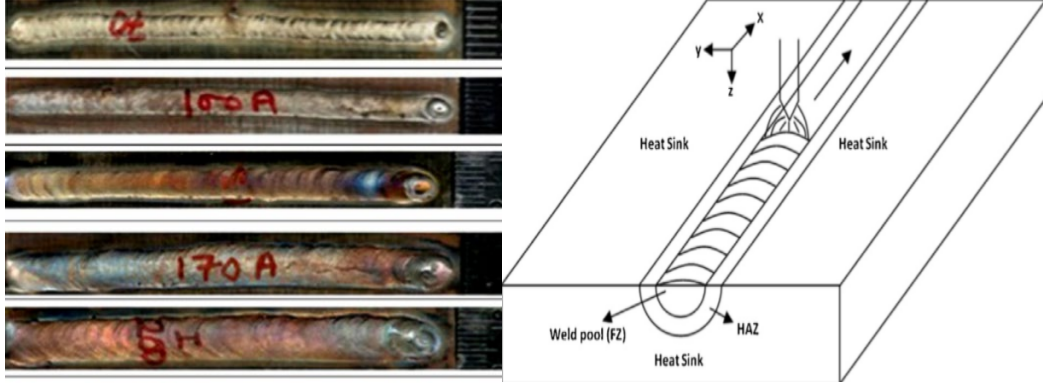 100 A
170 A
x
y
z
Heat Sink
Heat Sink
Weld pool (FZ)
HAZ
Heat Sink